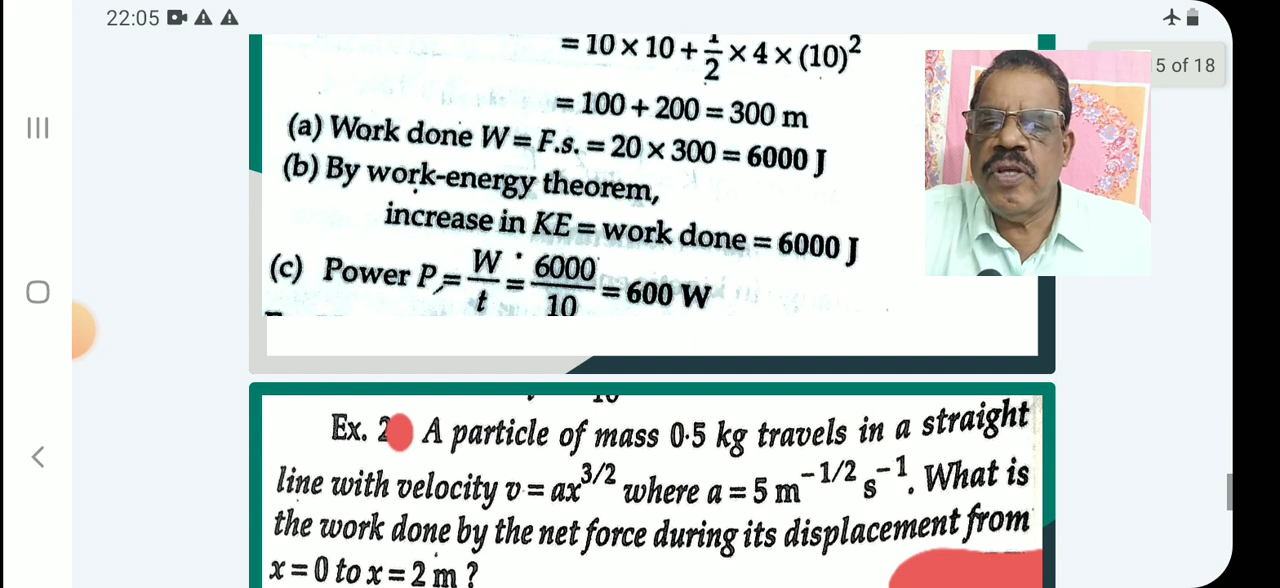 22:05
5 of 18
= 10 × 10 + 1/2 × 4 × (10)²
= 100 + 200 = 300 m
(a) Work done W = F.s. = 20 × 300 = 6000 J
(b) By work-energy theorem,
increase in KE = work done = 6000 J
(c) Power P = W/t = 6000/10 = 600 W
10
Ex. 2 A particle of mass 0·5 kg travels in a straight
line with velocity v = ax^3/2 where a = 5 m^−1/2 s^−1. What is
the work done by the net force during its displacement from
x = 0 to x = 2 m ?